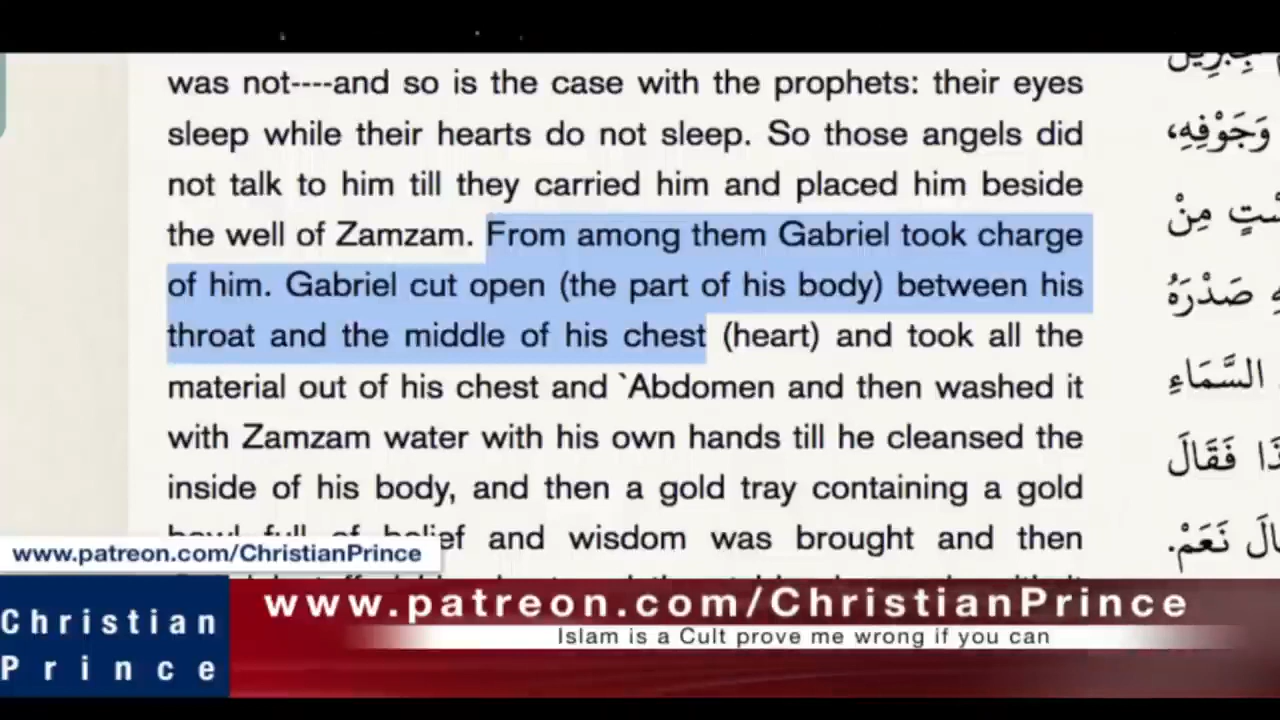 was not----and so is the case with the prophets: their eyes
sleep while their hearts do not sleep. So those angels did
not talk to him till they carried him and placed him beside
the well of Zamzam. From among them Gabriel took charge
of him. Gabriel cut open (the part of his body) between his
throat and the middle of his chest (heart) and took all the
material out of his chest and `Abdomen and then washed it
with Zamzam water with his own hands till he cleansed the
inside of his body, and then a gold tray containing a gold
bowl full of belief and wisdom was brought and then
وَجَوْفِهِ،
مِنْ
صَدْرَهُ
السَّمَاءِ
فَقَالَ
نَعَمْ.
www.patreon.com/ChristianPrince
Christian
Prince
www.patreon.com/ChristianPrince
Islam is a Cult prove me wrong if you can